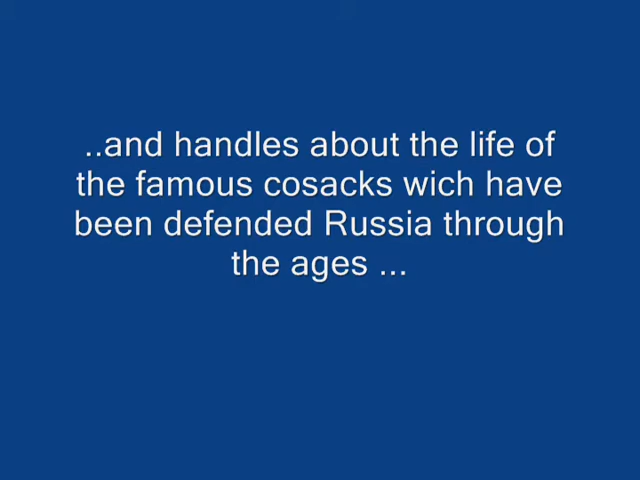 ..and handles about the life of
the famous cosacks wich have
been defended Russia through
the ages ...